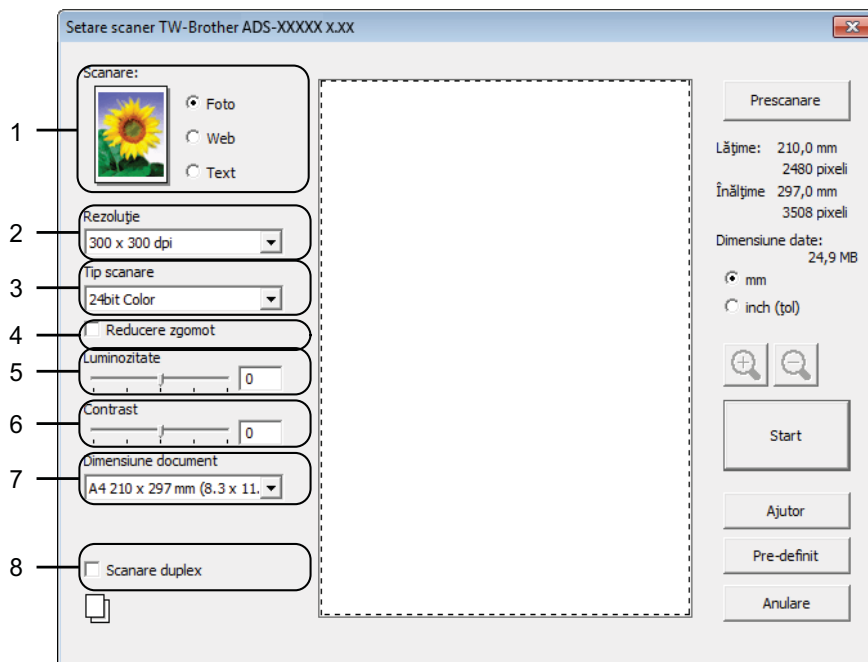 Setare scaner TW-Brother ADS-XXXXX X.XX
1
Scanare:
Foto
Web
Text
2
Rezoluție
300 x 300 dpi
3
Tip scanare
24bit Color
4
Reducere zgomot
5
Luminozitate
0
6
Contrast
0
7
Dimensiune document
A4 210 x 297 mm (8.3 x 11.
8
Scanare duplex
Prescanare
Lățime: 210,0 mm
2480 pixeli
Înălțime 297,0 mm
3508 pixeli
Dimensiune date:
24,9 MB
mm
inch (țol)
Start
Ajutor
Pre-definit
Anulare